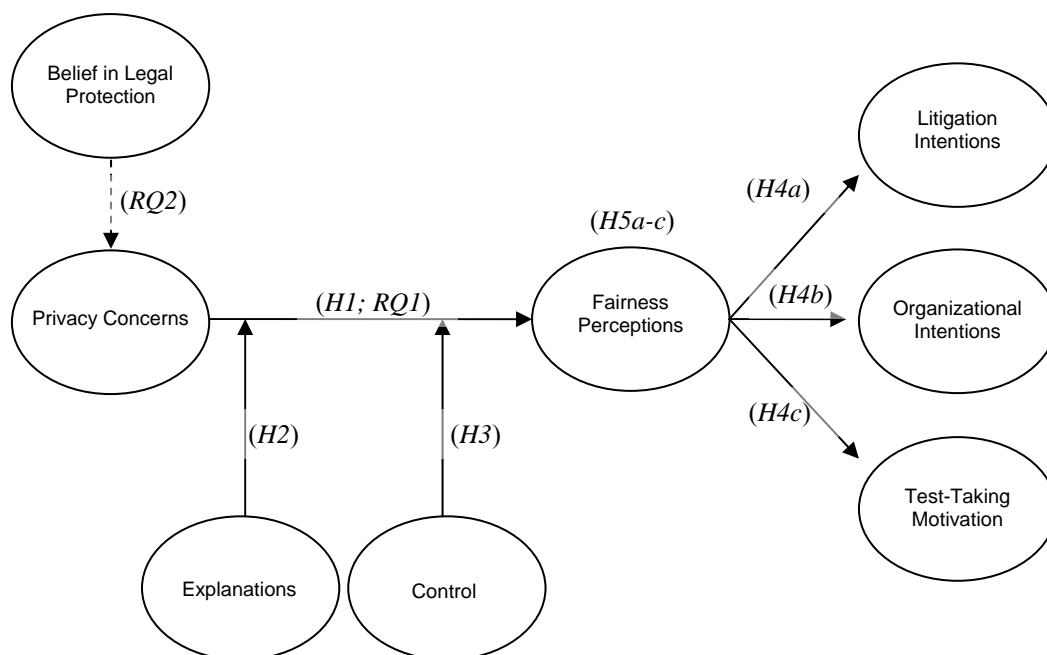 Belief in Legal
Protection
(RQ2)
Privacy Concerns
(H1; RQ1)
(H2)
(H3)
Explanations
Control
(H5a-c)
Fairness
Perceptions
(H4a)
(H4b)
(H4c)
Litigation
Intentions
Organizational
Intentions
Test-Taking
Motivation